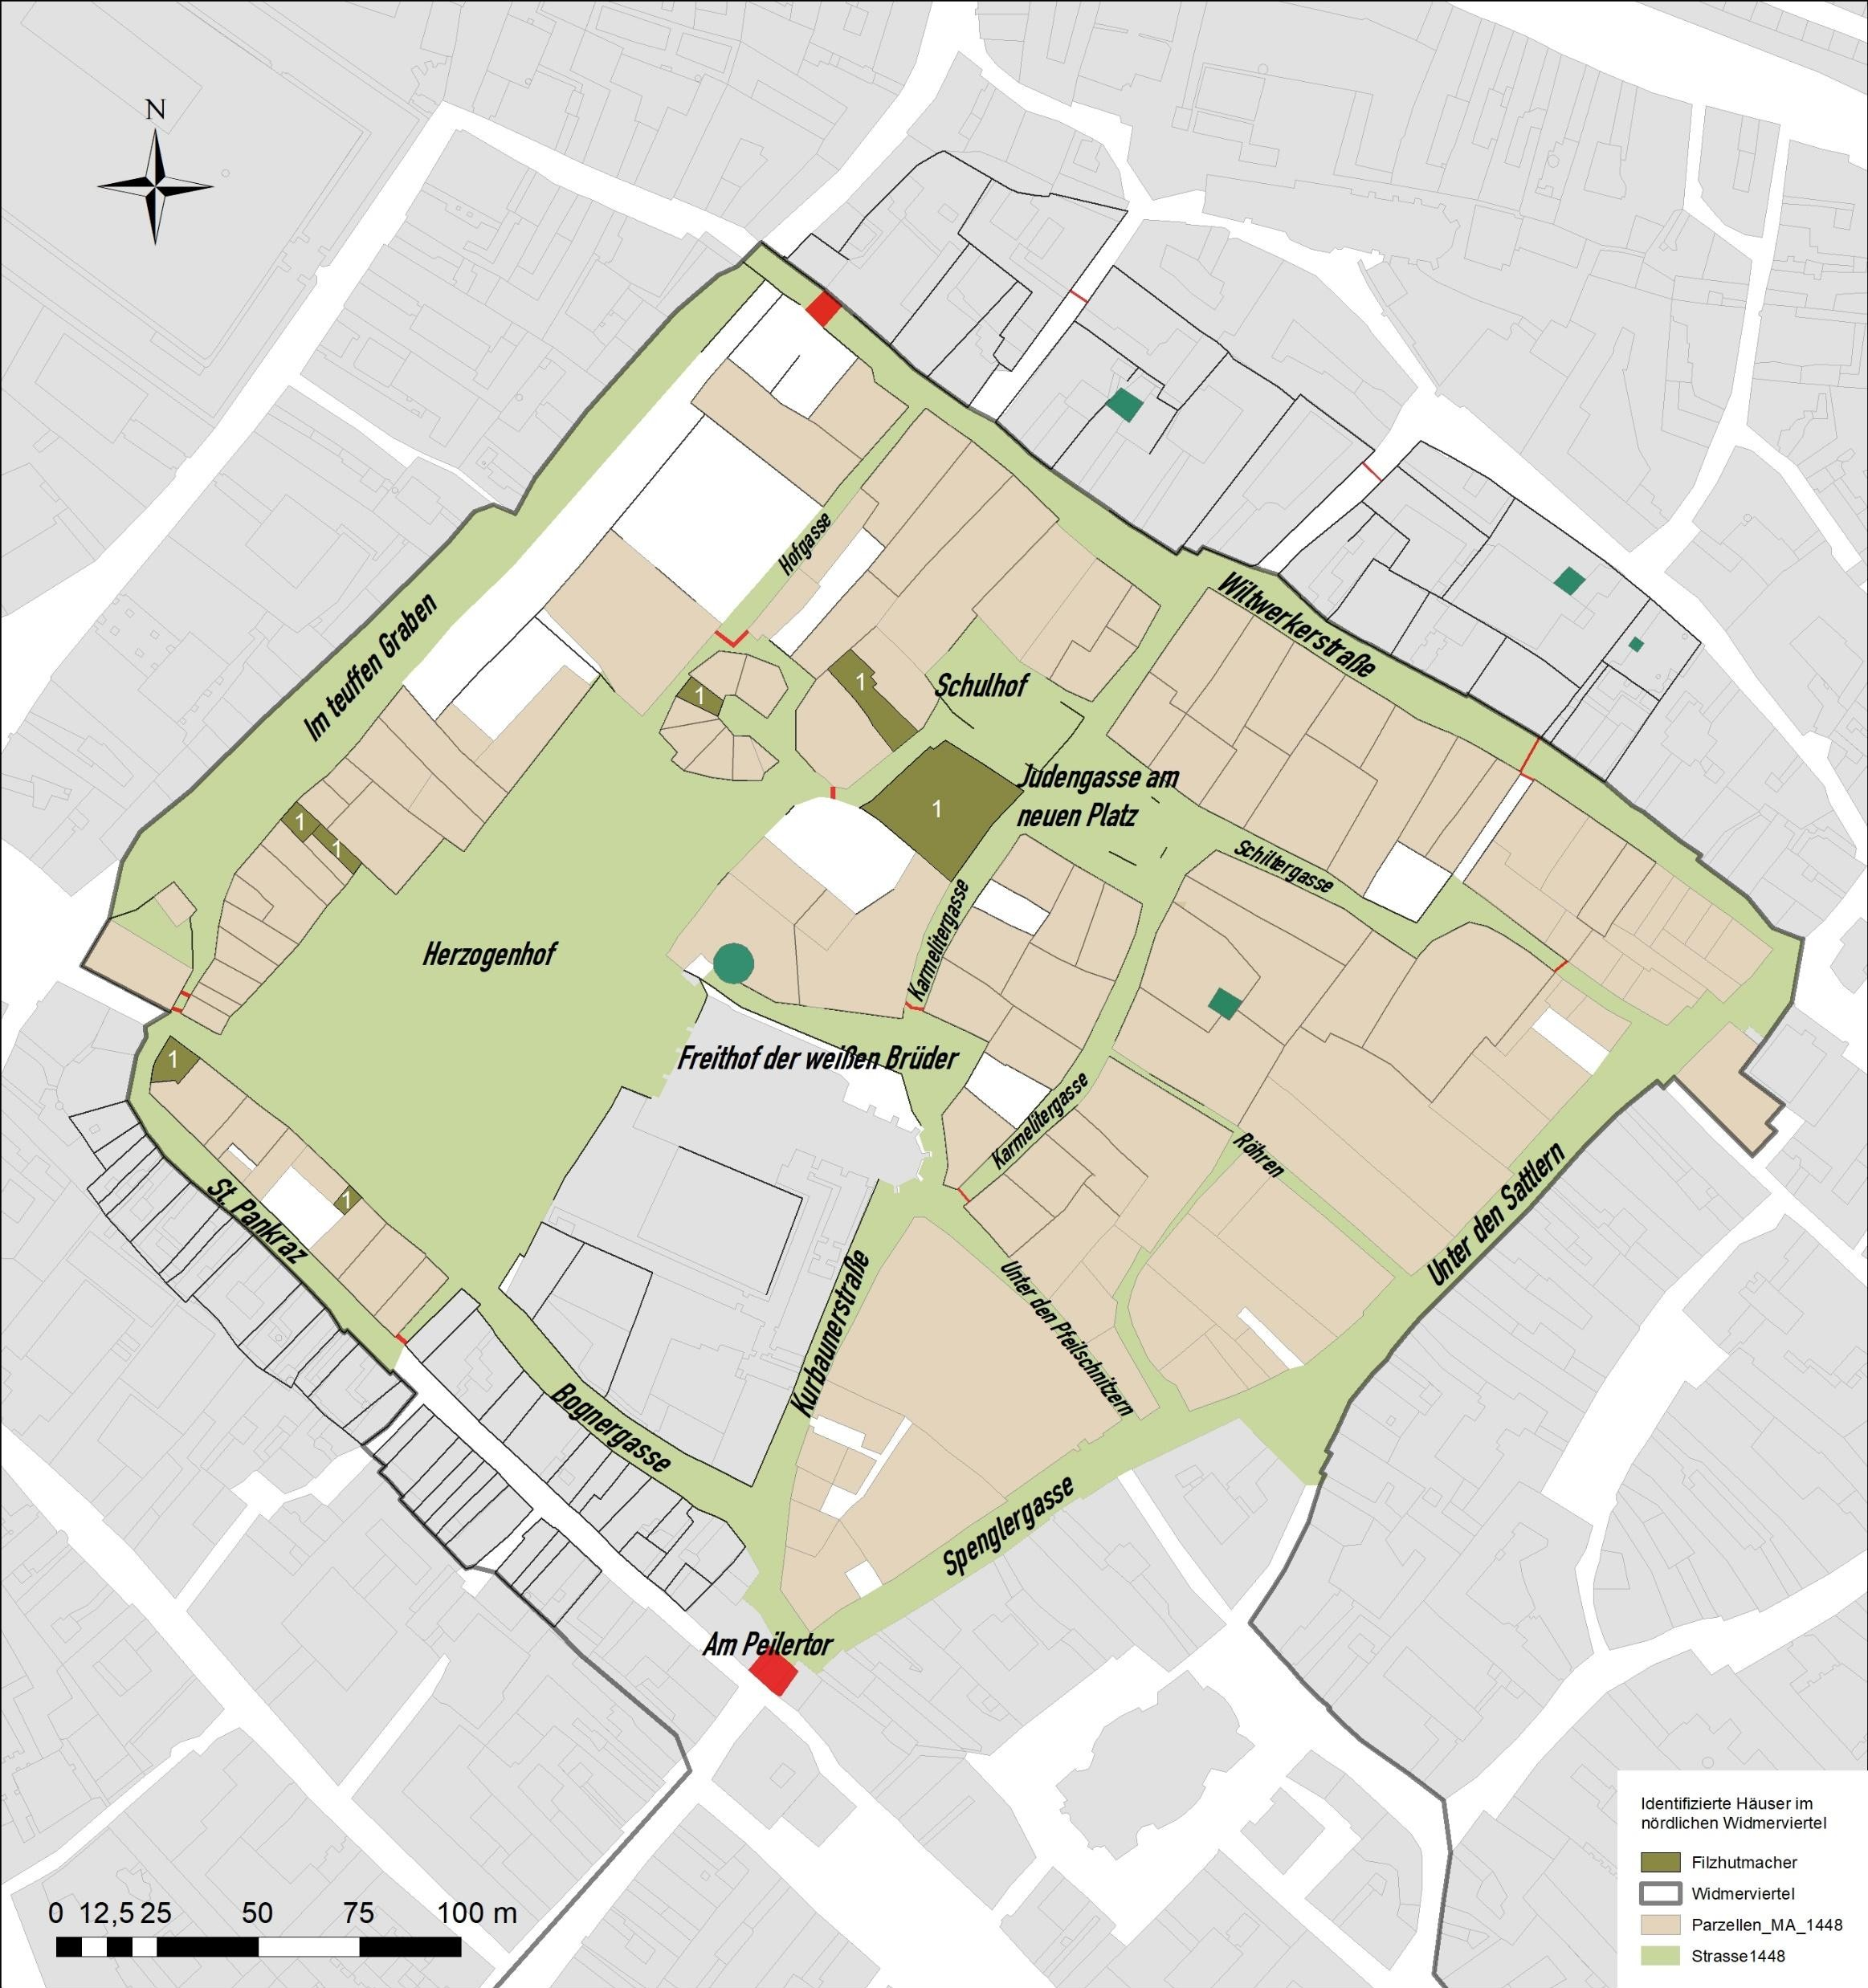 N
Im teuffen Graben
Hofgasse
Wiltwerkerstraße
1
1
Schulhof
Judengasse am
neuen Platz
1
1
1
Schiltergasse
Karmelitergasse
Herzogenhof
Freithof der weißen Brüder
1
Karmelitergasse
Röhren
1
St. Pankraz
Unter den Sattlern
Kurbaunerstraße
Unter den Pfeilschnitzern
Bognergasse
Spenglergasse
Am Peilertor
Identifizierte Häuser im
nördlichen Widmerviertel
Filzhutmacher
Widmerviertel
Parzellen_MA_1448
Strasse1448
0 12,5 25 50 75 100 m